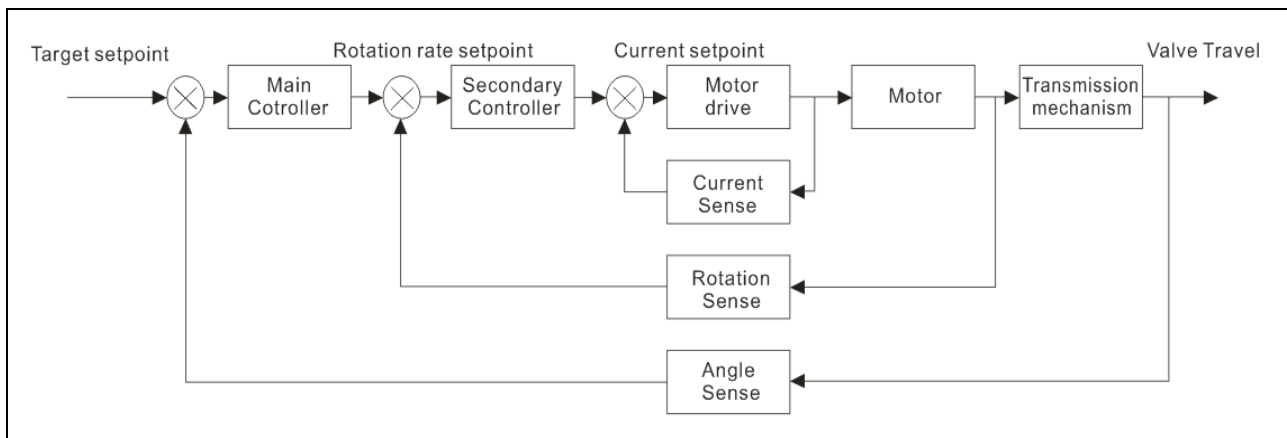 Target setpoint
Rotation rate setpoint
Current setpoint
Valve Travel
Main
Cotroller
Secondary
Controller
Motor
drive
Motor
Transmission
mechanism
Current
Sense
Rotation
Sense
Angle
Sense